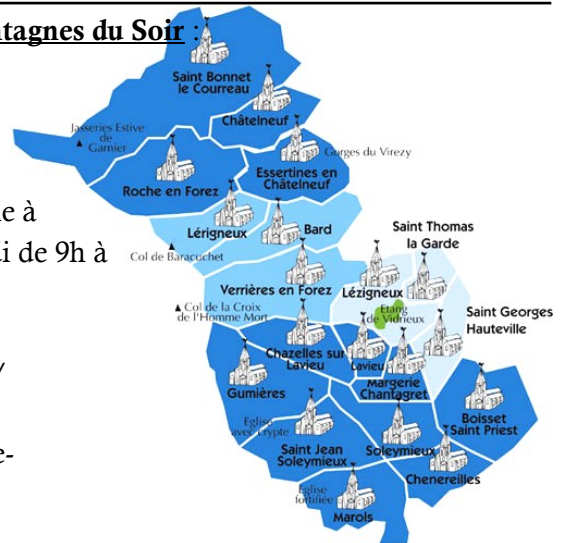 ntagnes du Soir :
e à
i de 9h à
/
e-
Saint Bonnet
le Courreau
Châtelneuf
Jasseries Estive
de
Garnier
Gorges du Virezy
Essertines en
Châtelneuf
Roche en Forez
Lérigneux
Bard
Saint Thomas
la Garde
Col de Baracuchet
Verrières en Forez
Lézigneux
Etang
de Vidrieux
Col de la Croix
de l'Homme Mort
Saint Georges
Hauteville
Chazelles sur
Lavieu
Lavieu
Margerie
Chantagret
Gumières
Boisset
Saint Priest
Eglise
avec crypte
Saint Jean
Soleymieux
Soleymieux
Chenereilles
Eglise
fortifiée
Marols